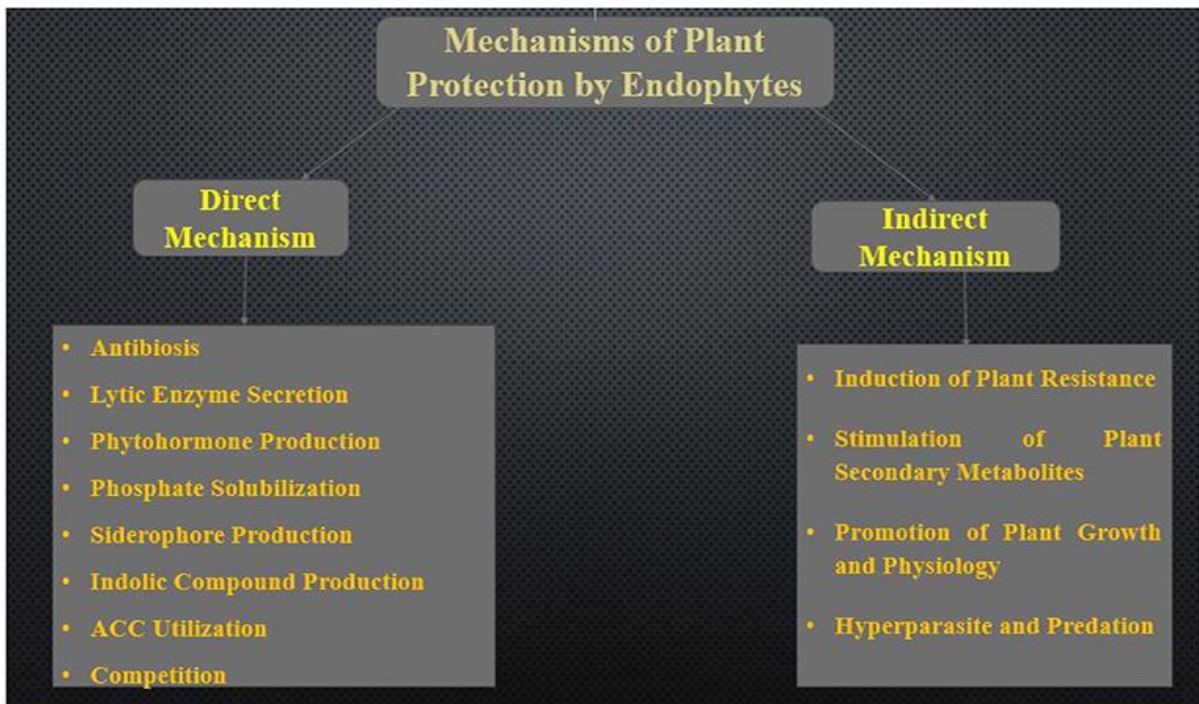 Mechanisms of Plant
Protection by Endophytes
Direct
Mechanism
• Antibiosis
• Lytic Enzyme Secretion
• Phytohormone Production
• Phosphate Solubilization
• Siderophore Production
• Indolic Compound Production
• ACC Utilization
• Competition
Indirect
Mechanism
• Induction of Plant Resistance
• Stimulation of Plant
Secondary Metabolites
• Promotion of Plant Growth
and Physiology
• Hyperparasite and Predation